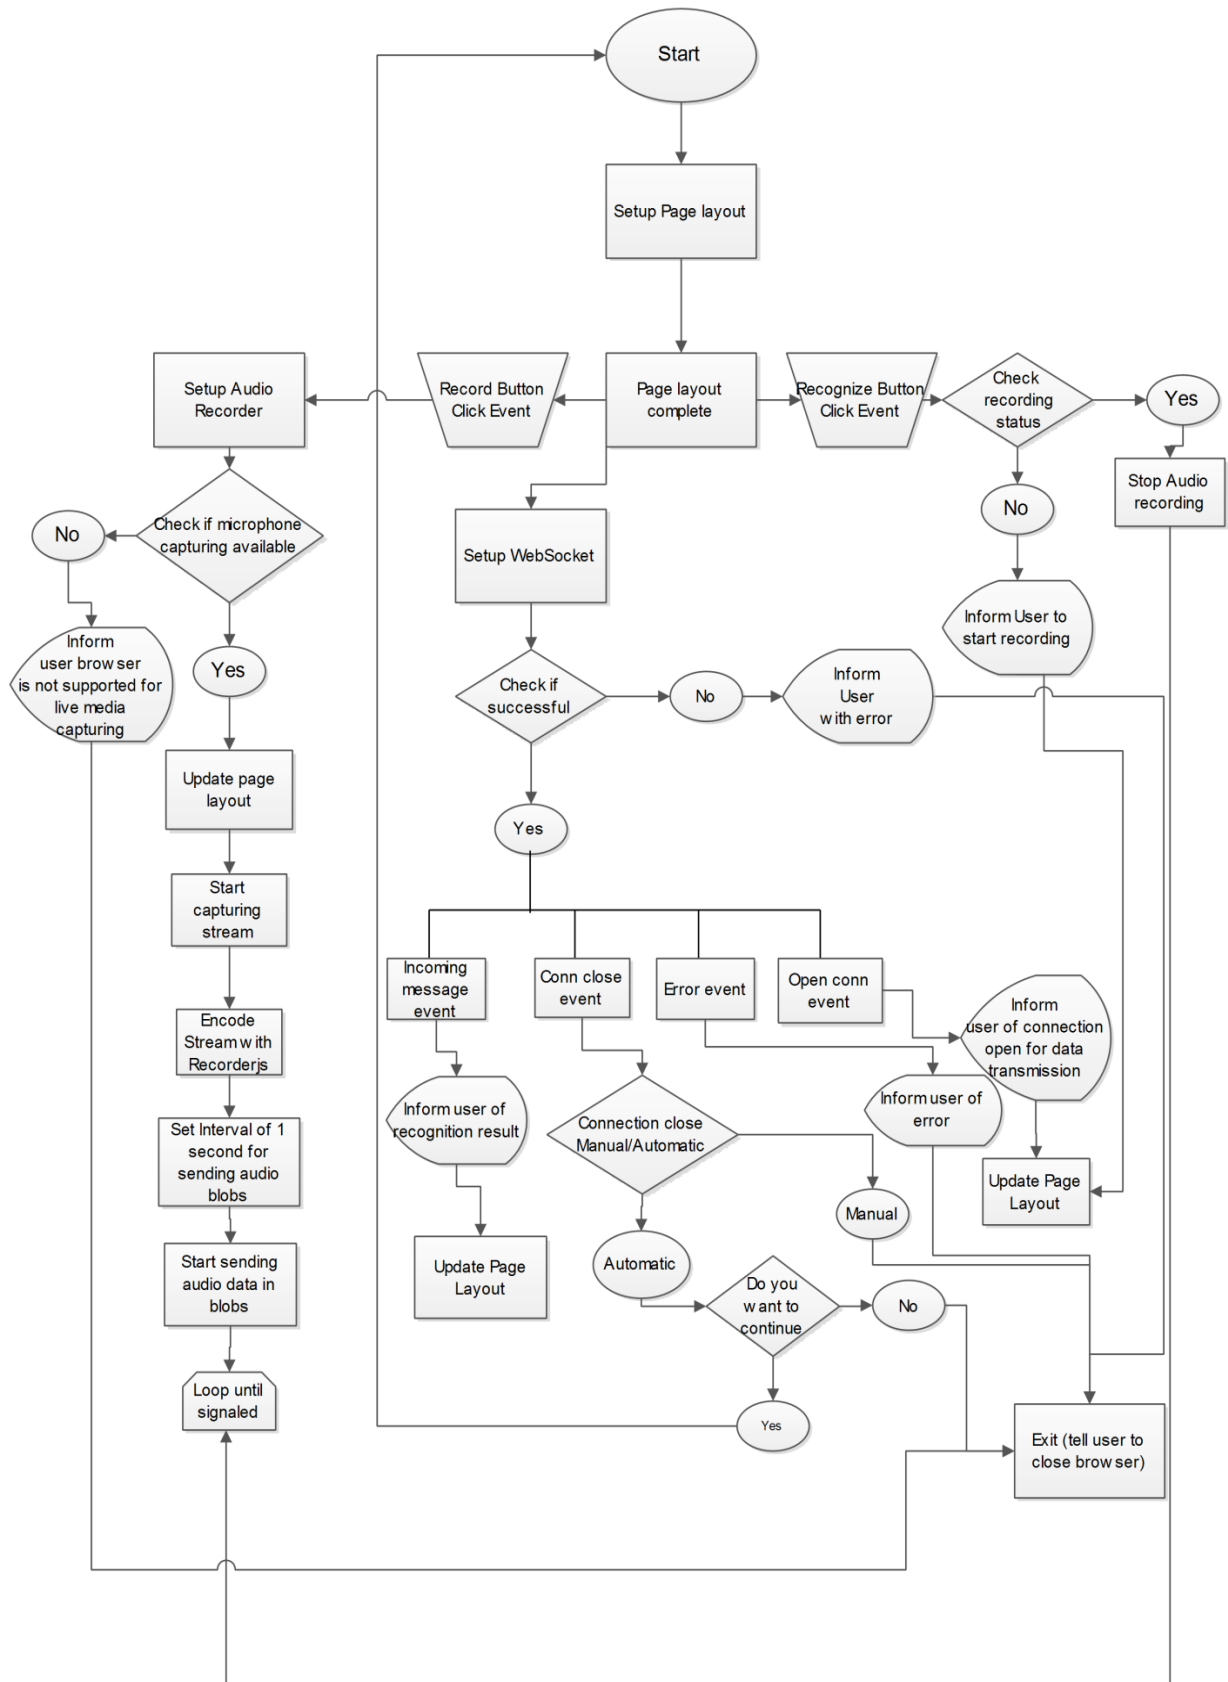 Start
Setup Page layout
Setup Audio
Recorder
Record Button
Click Event
Page layout
complete
Recognize Button
Click Event
Check
recording
status
Yes
Stop Audio
recording
No
Inform User to
start recording
Check if microphone
capturing available
No
Inform
user browser
is not supported for
live media
capturing
Yes
Setup WebSocket
Check if
successful
No
Inform
User
with error
Yes
Update page
layout
Start
capturing
stream
Encode
Stream with
Recorderjs
Set Interval of 1
second for
sending audio
blobs
Start sending
audio data in
blobs
Loop until
signaled
Incoming
message
event
Conn close
event
Error event
Open conn
event
Inform
user of connection
open for data
transmission
Inform user of
recognition result
Connection close
Manual/Automatic
Inform user of
error
Update Page
Layout
Manual
Automatic
Update Page
Layout
Do you
want to
continue
No
Yes
Exit (tell user to
close browser)